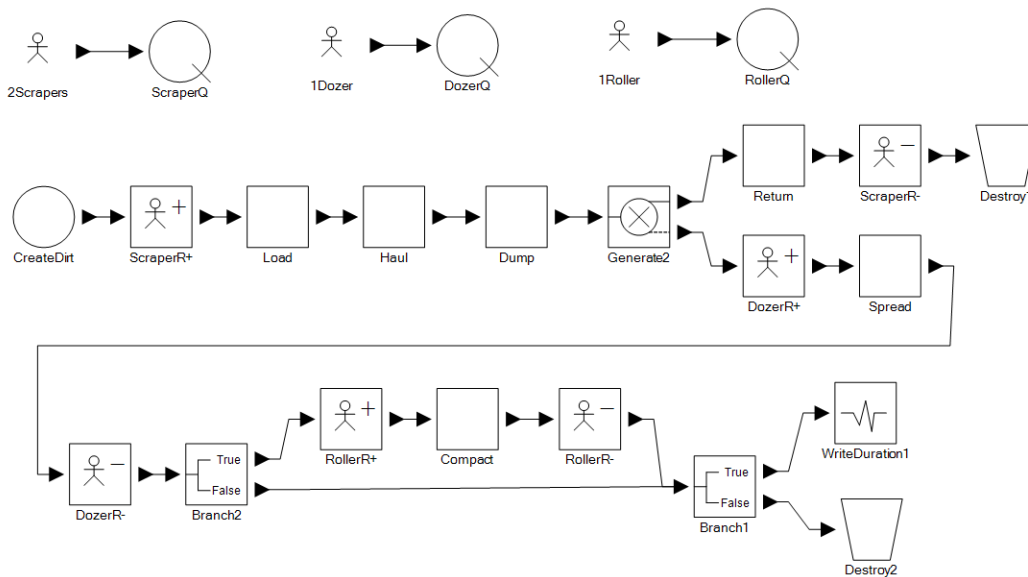 2Scrapers
ScraperQ
1Dozer
DozerQ
1Roller
RollerQ
CreateDirt
+
ScraperR+
Load
Haul
Dump
Generate2
Return
−
ScraperR-
Destroy1
+
DozerR+
Spread
−
DozerR-
True
False
Branch2
+
RollerR+
Compact
−
RollerR-
True
False
Branch1
WriteDuration1
Destroy2